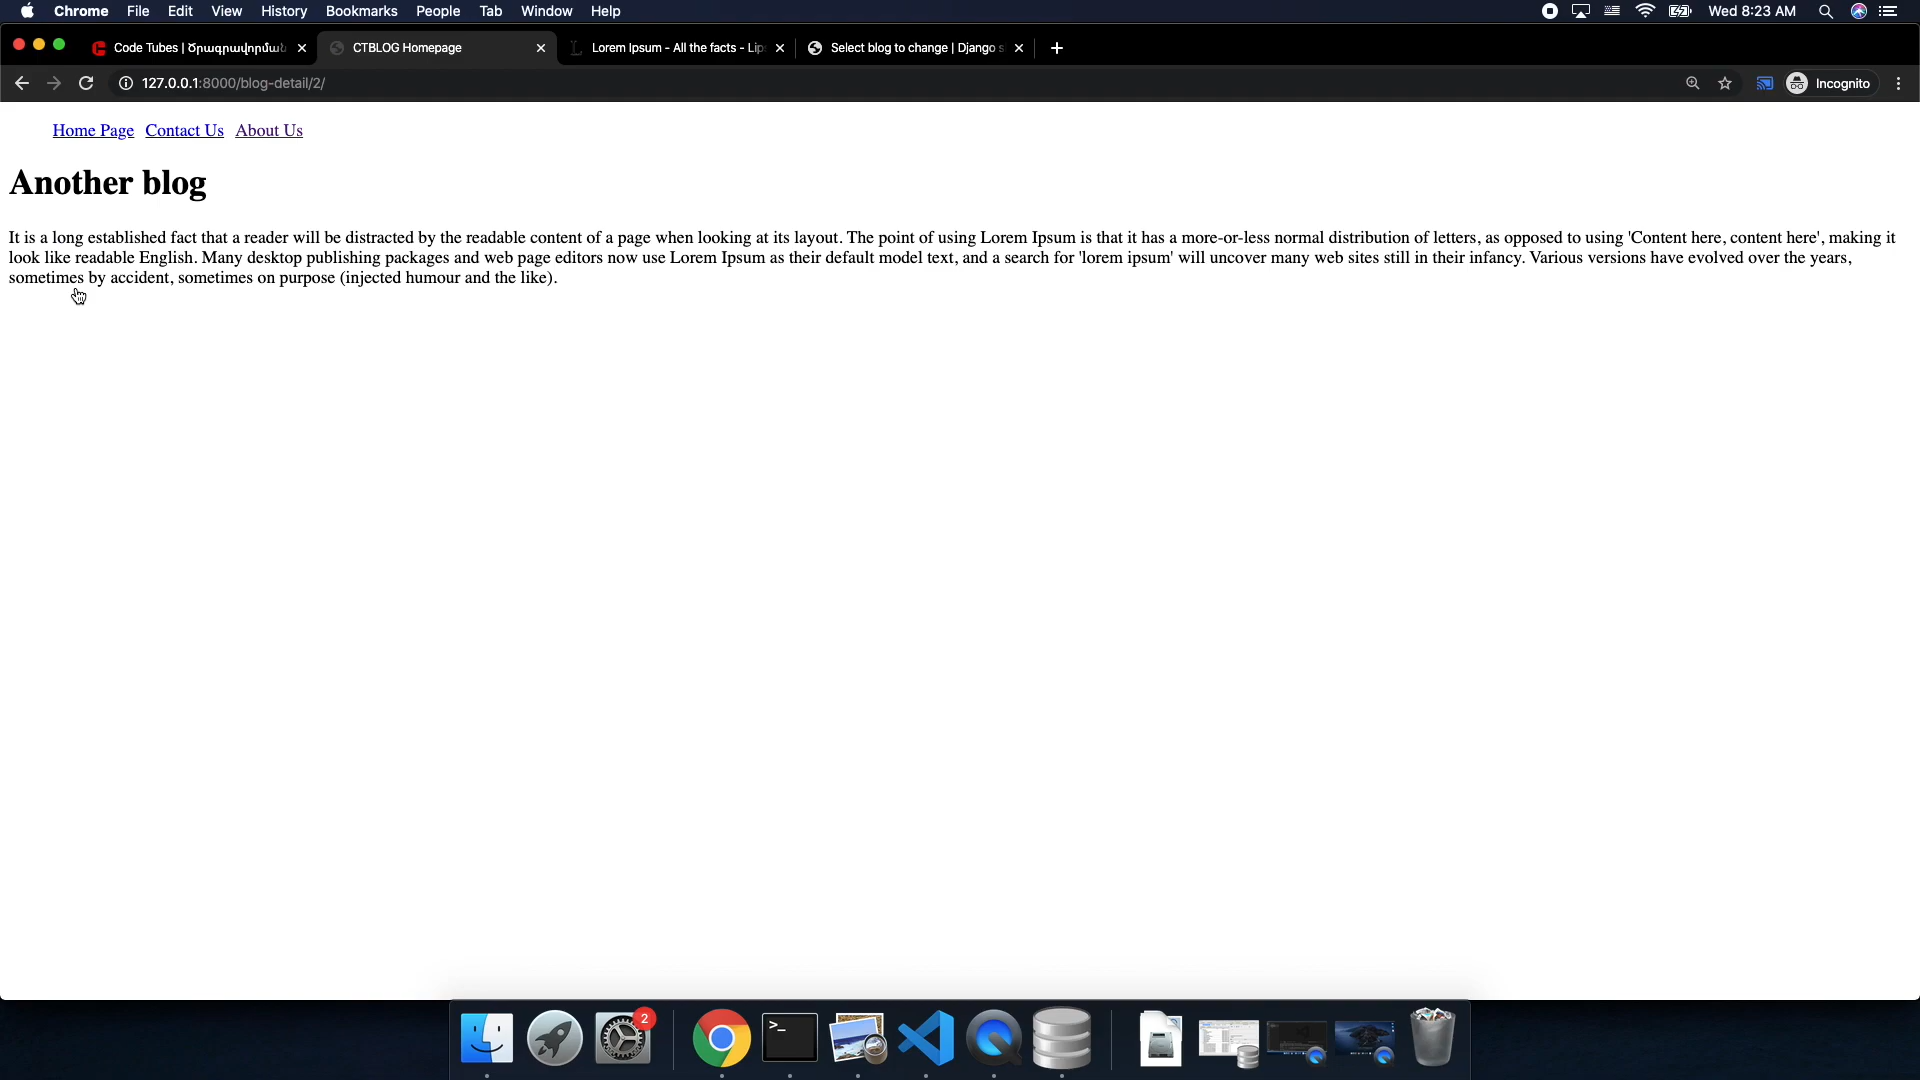 Chrome File Edit View History Bookmarks People Tab Window Help Wed 8:23 AM
Code Tubes | Ծրագրավորման CTBLOG Homepage Lorem Ipsum - All the facts - Lip Select blog to change | Django s
127.0.0.1:8000/blog-detail/2/ Incognito
Home Page Contact Us About Us
Another blog
It is a long established fact that a reader will be distracted by the readable content of a page when looking at its layout. The point of using Lorem Ipsum is that it has a more-or-less normal distribution of letters, as opposed to using 'Content here, content here', making it
look like readable English. Many desktop publishing packages and web page editors now use Lorem Ipsum as their default model text, and a search for 'lorem ipsum' will uncover many web sites still in their infancy. Various versions have evolved over the years,
sometimes by accident, sometimes on purpose (injected humour and the like).
2